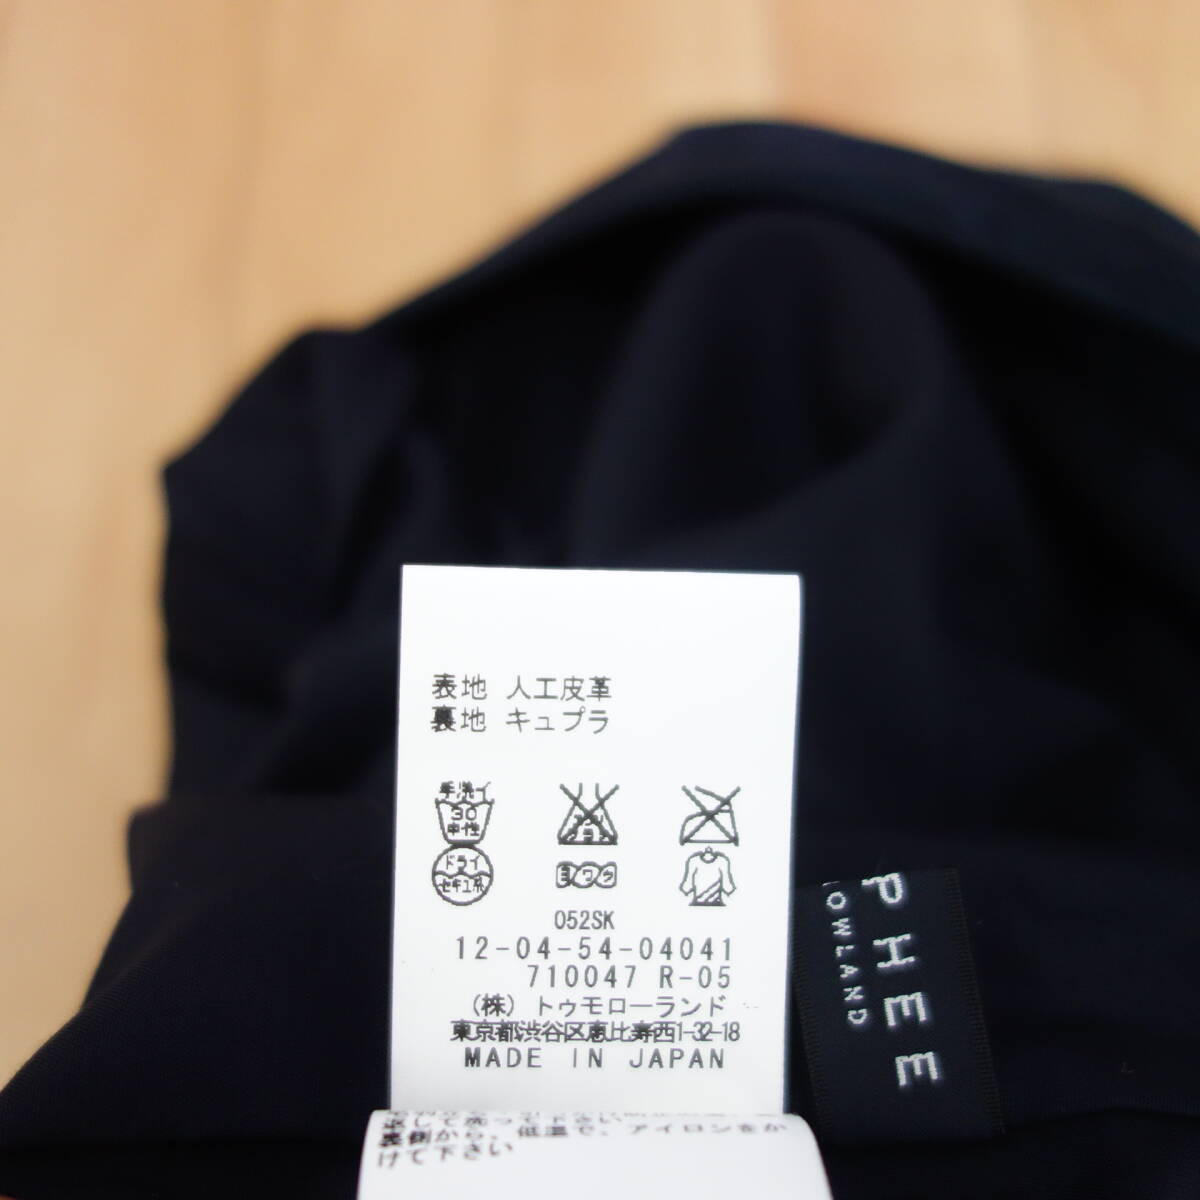 表地 人工皮革
裏地 キュプラ
手洗イ
30
中性
ドライ
セキユ系
ヨワク
052SK
12-04-54-04041
710047 R-05
(株) トゥモローランド
東京都渋谷区恵比寿西1-32-18
MADE IN JAPAN
裏側から、低温で、アイロンをか
けて下さい
PHEE
OWLAND